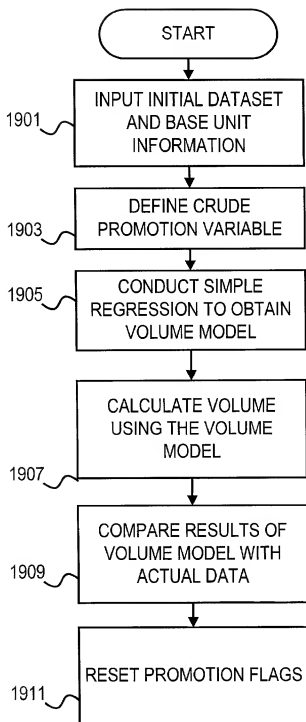 START
1901
INPUT INITIAL DATASET
AND BASE UNIT
INFORMATION
1903
DEFINE CRUDE
PROMOTION VARIABLE
1905
CONDUCT SIMPLE
REGRESSION TO OBTAIN
VOLUME MODEL
CALCULATE VOLUME
USING THE VOLUME
MODEL
1907
COMPARE RESULTS OF
VOLUME MODEL WITH
ACTUAL DATA
1909
RESET PROMOTION FLAGS
1911